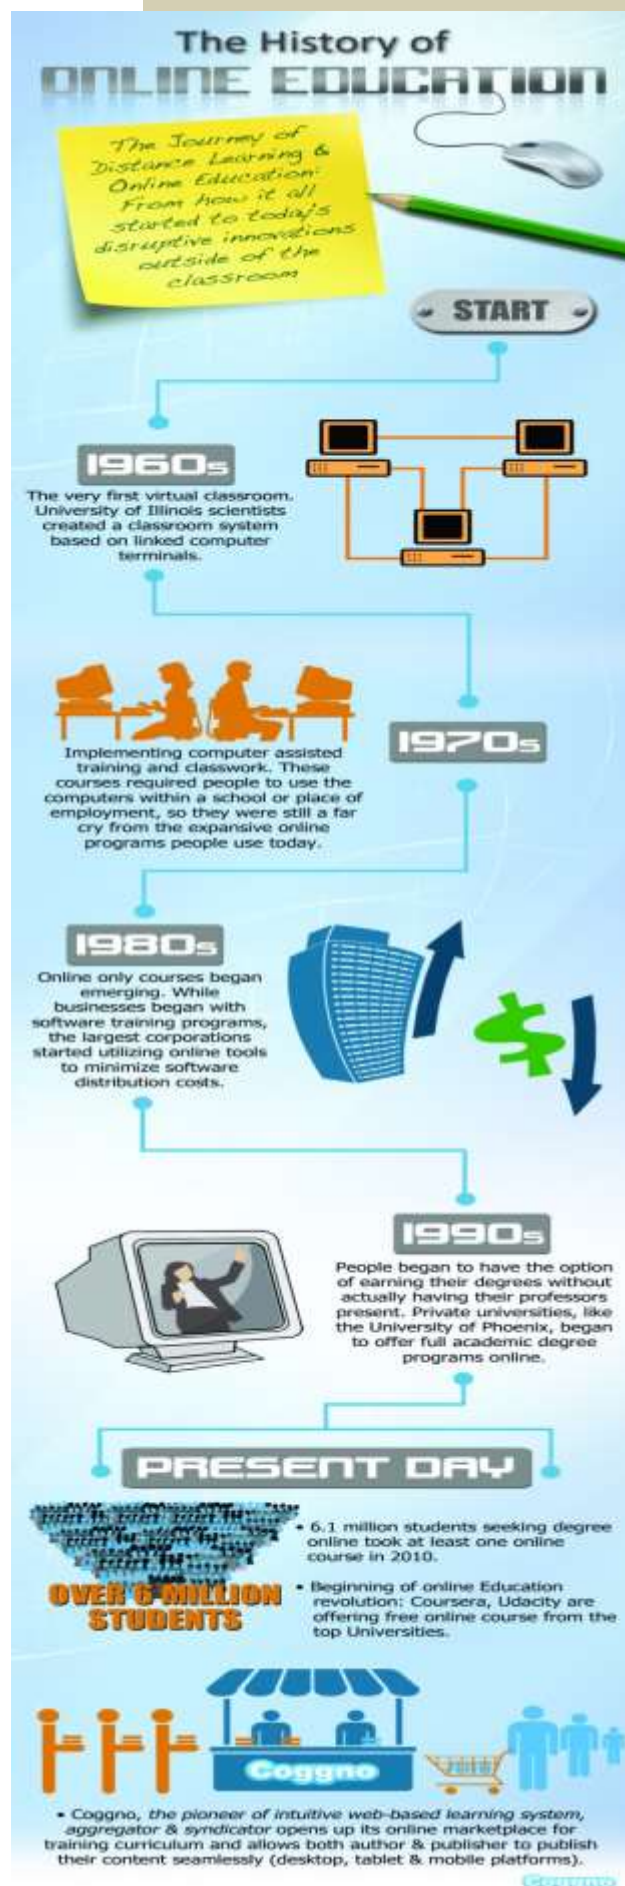 The History of
ONLINE EDUCATION
The Journey of
Distance Learning &
Online Education:
From how it all
started to today's
disruptive innovations
outside of the
classroom
START
1960s
The very first virtual classroom.
University of Illinois scientists
created a classroom system
based on linked computer
terminals.
1970s
Implementing computer assisted
training and classwork. These
courses required people to use the
computers within a school or place of
employment, so they were still a far
cry from the expansive online
programs people use today.
1980s
Online only courses began
emerging. While
businesses began with
software training programs,
the largest corporations
started utilizing online tools
to minimize software
distribution costs.
1990s
People began to have the option
of earning their degrees without
actually having their professors
present. Private universities, like
the University of Phoenix, began
to offer full academic degree
programs online.
PRESENT DAY
OVER 6 MILLION
STUDENTS
• 6.1 million students seeking degree
online took at least one online
course in 2010.
• Beginning of online Education
revolution: Coursera, Udacity are
offering free online course from the
top Universities.
Coggno
• Coggno, the pioneer of intuitive web-based learning system,
aggregator & syndicator opens up its online marketplace for
training curriculum and allows both author & publisher to publish
their content seamlessly (desktop, tablet & mobile platforms).
Coggno